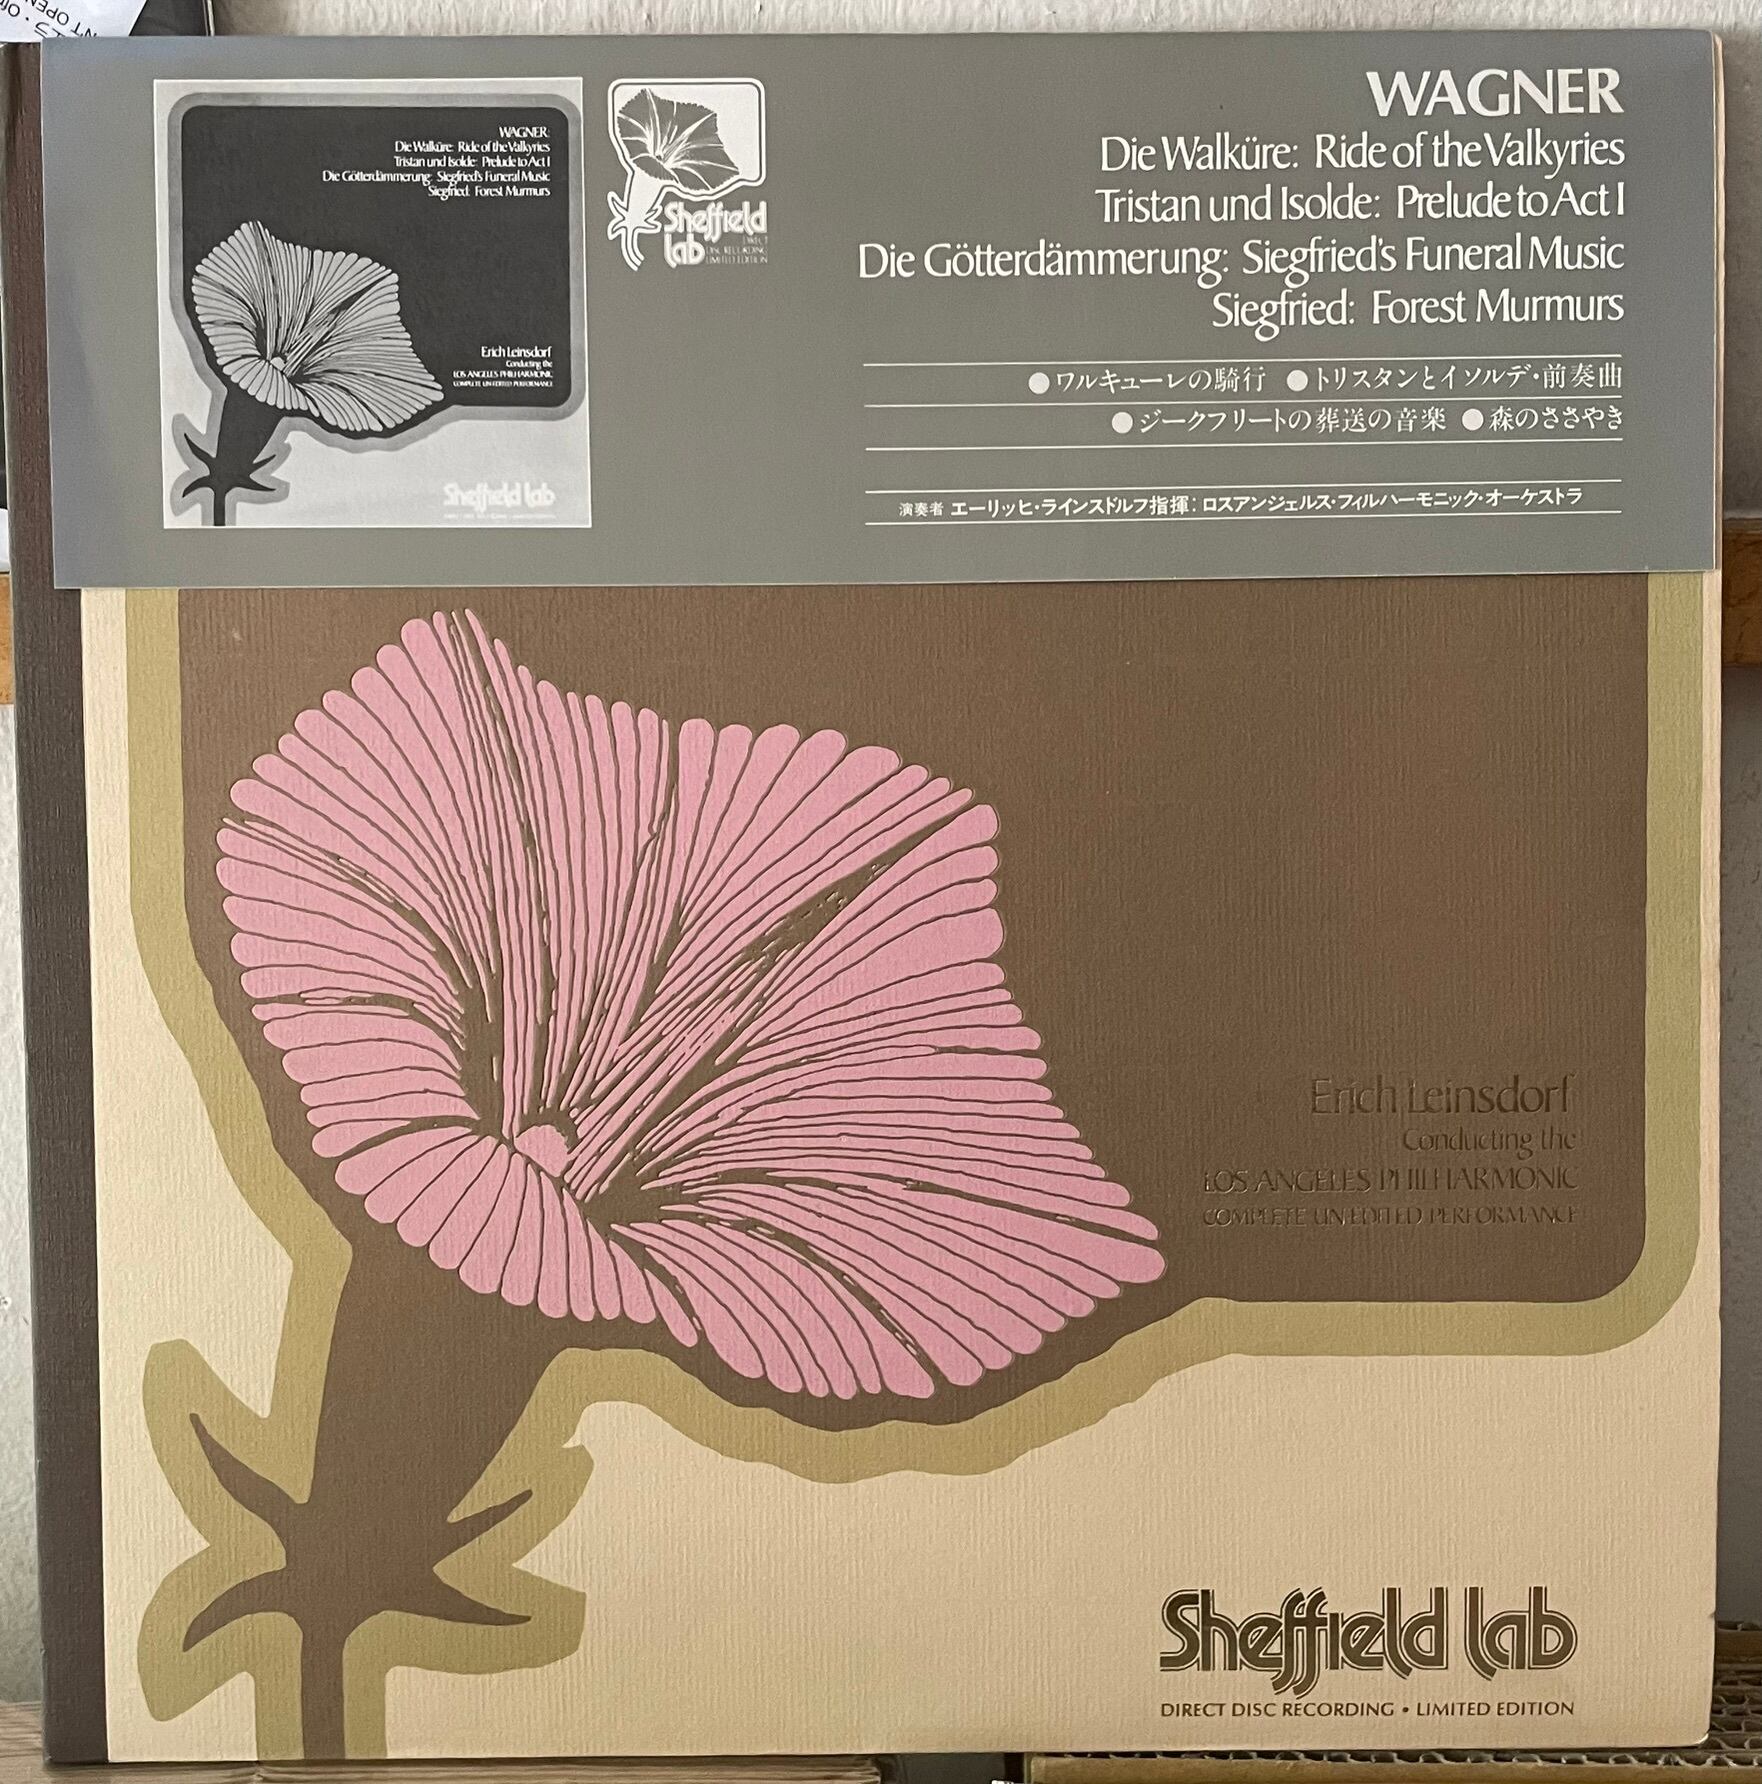 WAGNER
Die Walküre: Ride of the Valkyries
Tristan und Isolde: Prelude to Act I
Die Götterdämmerung: Siegfried's Funeral Music
Siegfried: Forest Murmurs
●ワルキューレの騎行 ●トリスタンとイソルデ・前奏曲
●ジークフリートの葬送の音楽 ●森のささやき
演奏者 エーリッヒ・ラインスドルフ指揮:ロスアンジェルス・フィルハーモニック・オーケストラ
WAGNER:
Die Walküre: Ride of the Valkyries
Tristan und Isolde: Prelude to Act I
Die Götterdämmerung: Siegfried's Funeral Music
Siegfried: Forest Murmurs
Erich Leinsdorf
Conducting the
LOS ANGELES PHILHARMONIC
COMPLETE UN-EDITED PERFORMANCE
Sheffield lab
Sheffield
lab
DIRECT
DISC RECORDING
LIMITED EDITION
Erich Leinsdorf
Conducting the
LOS ANGELES PHILHARMONIC
COMPLETE UN-EDITED PERFORMANCE
Sheffield lab
DIRECT DISC RECORDING • LIMITED EDITION